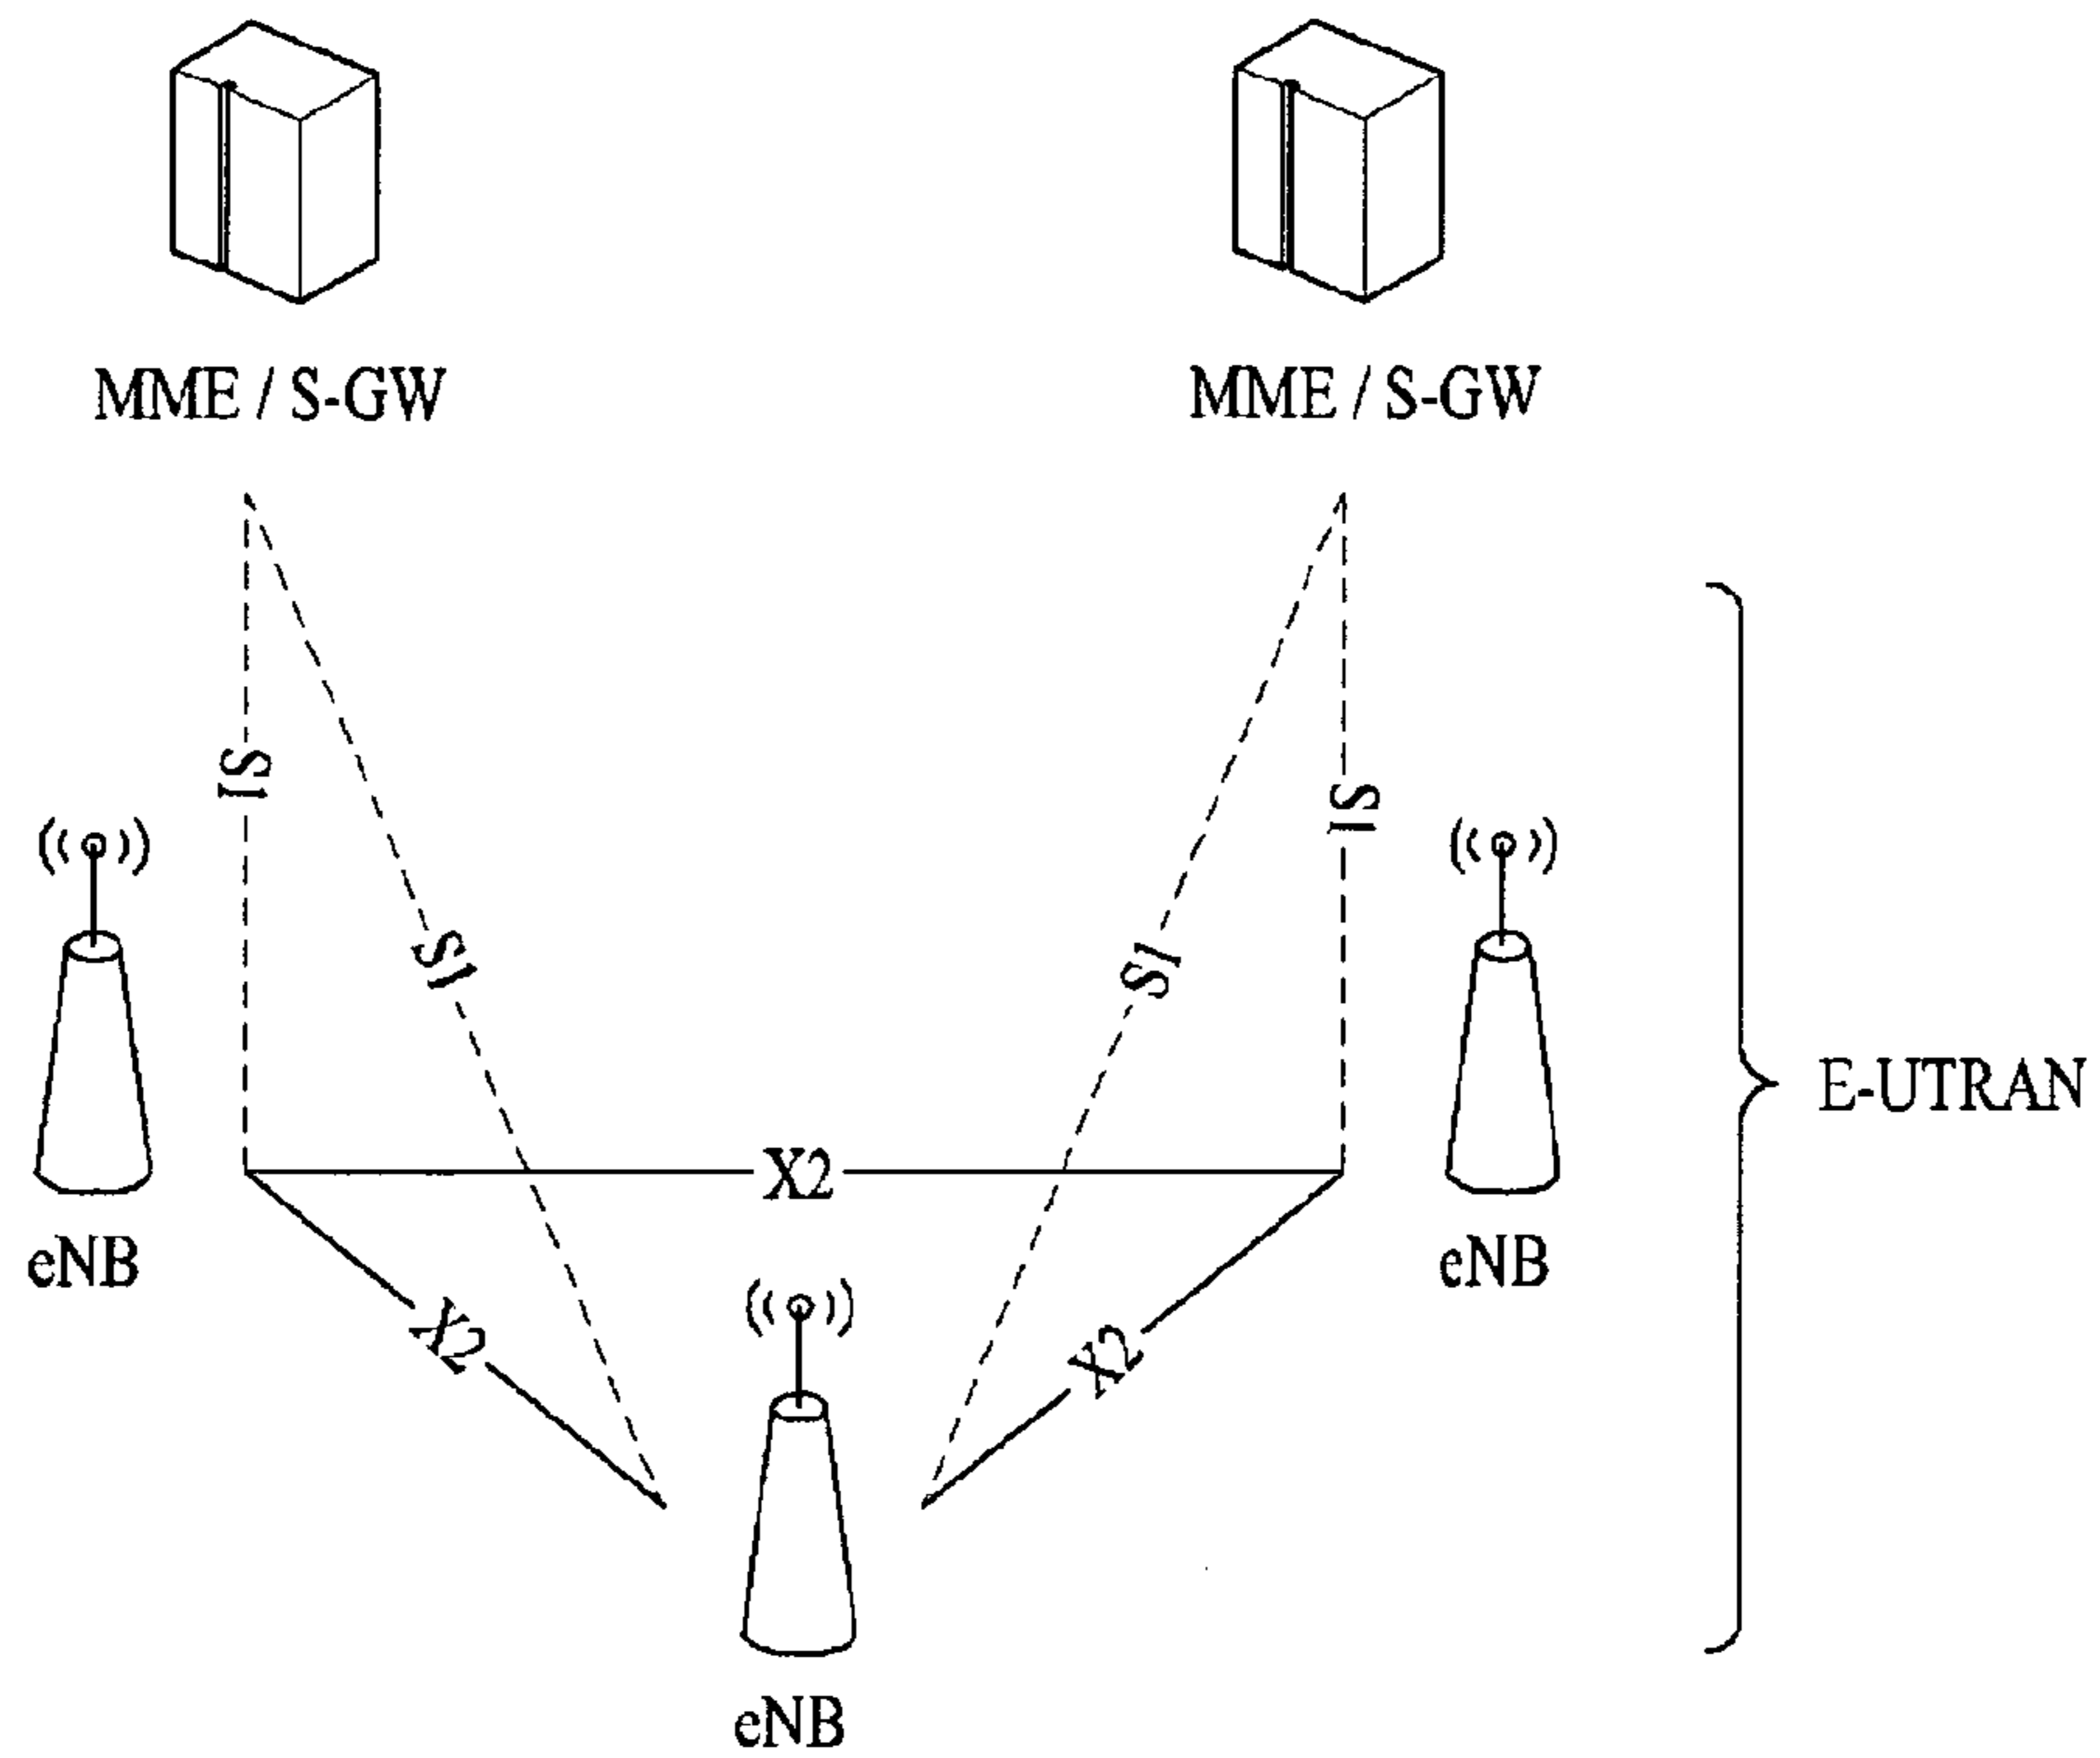 MME / S-GW
MME / S-GW
S1
S1
S1
S1
E-UTRAN
X2
eNB
eNB
X2
X2
eNB